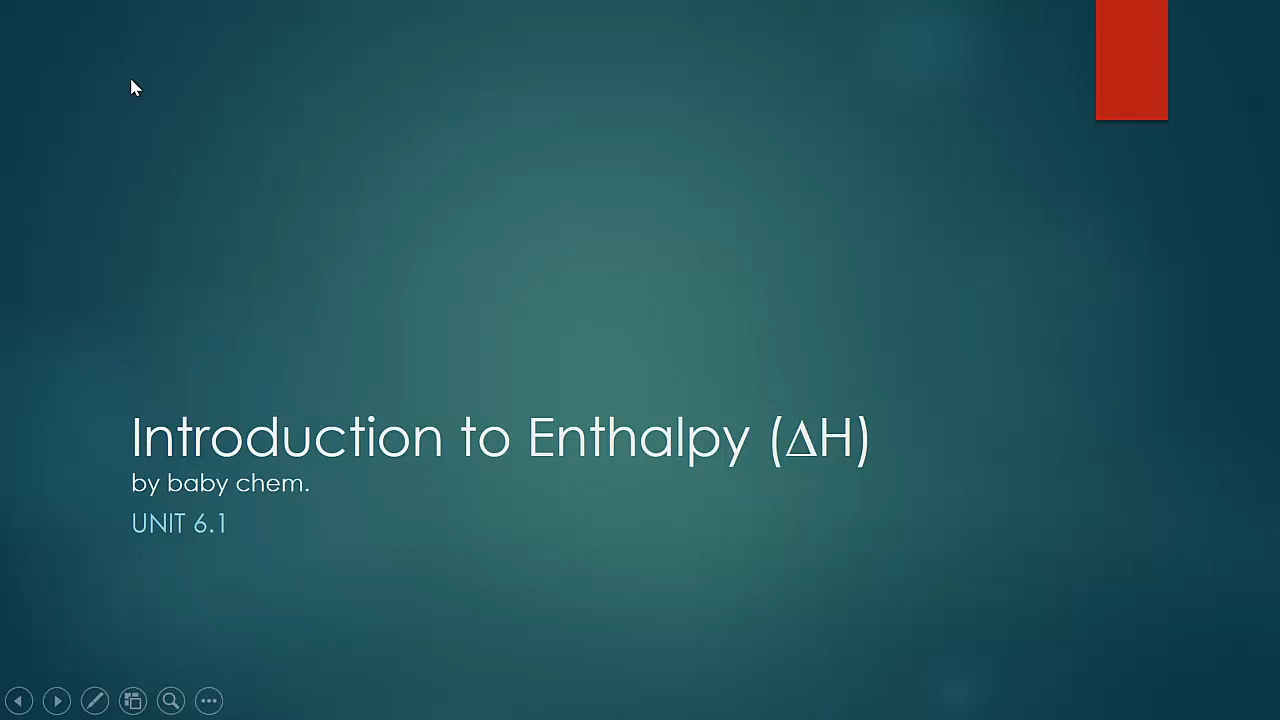 Introduction to Enthalpy (ΔH)
by baby chem.
UNIT 6.1